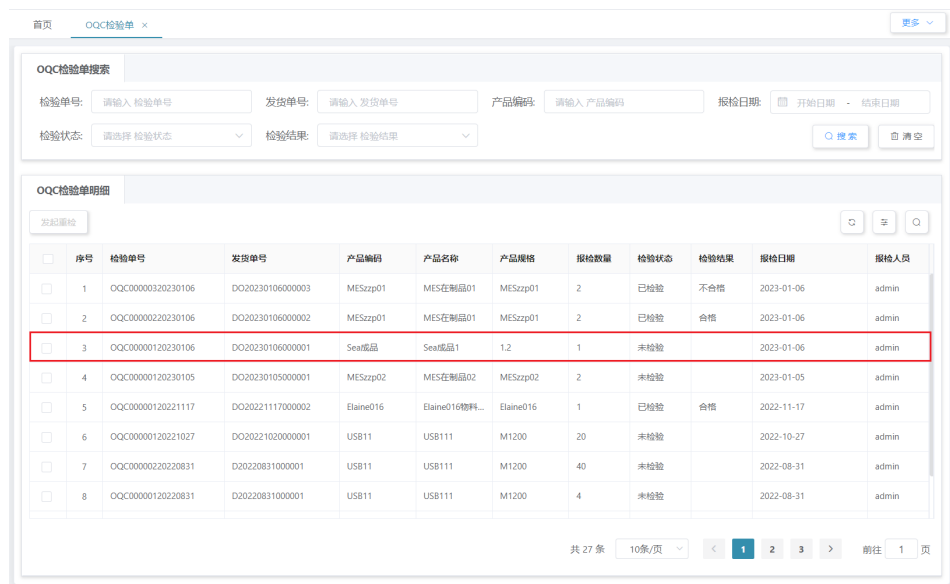 首页 OQC检验单 × 更多
OQC检验单搜索
检验单号: 请输入 检验单号 发货单号: 请输入 发货单号 产品编码: 请输入 产品编码 报检日期: 开始日期 - 结束日期
检验状态: 请选择 检验状态 检验结果: 请选择 检验结果 搜索 清空
OQC检验单明细
发起重检
序号 检验单号 发货单号 产品编码 产品名称 产品规格 报检数量 检验状态 检验结果 报检日期 报检人员
1 OQC00000320230106 DO20230106000003 MESzzp01 MES在制品01 MESzzp01 2 已检验 不合格 2023-01-06 admin
2 OQC00000220230106 DO20230106000002 MESzzp01 MES在制品01 MESzzp01 2 已检验 合格 2023-01-06 admin
3 OQC00000120230106 DO20230106000001 Sea成品 Sea成品1 1.2 1 未检验 2023-01-06 admin
4 OQC00000120230105 DO20230105000001 MESzzp02 MES在制品02 MESzzp02 2 未检验 2023-01-05 admin
5 OQC00000120221117 DO20221117000002 Elaine016 Elaine016物料... Elaine016 1 已检验 合格 2022-11-17 admin
6 OQC00000120221027 DO20221020000001 USB11 USB111 M1200 20 未检验 2022-10-27 admin
7 OQC00000220220831 D20220831000001 USB11 USB111 M1200 40 未检验 2022-08-31 admin
8 OQC00000120220831 D20220831000001 USB11 USB111 M1200 4 未检验 2022-08-31 admin
共 27 条 10条/页 < 1 2 3 > 前往 1 页